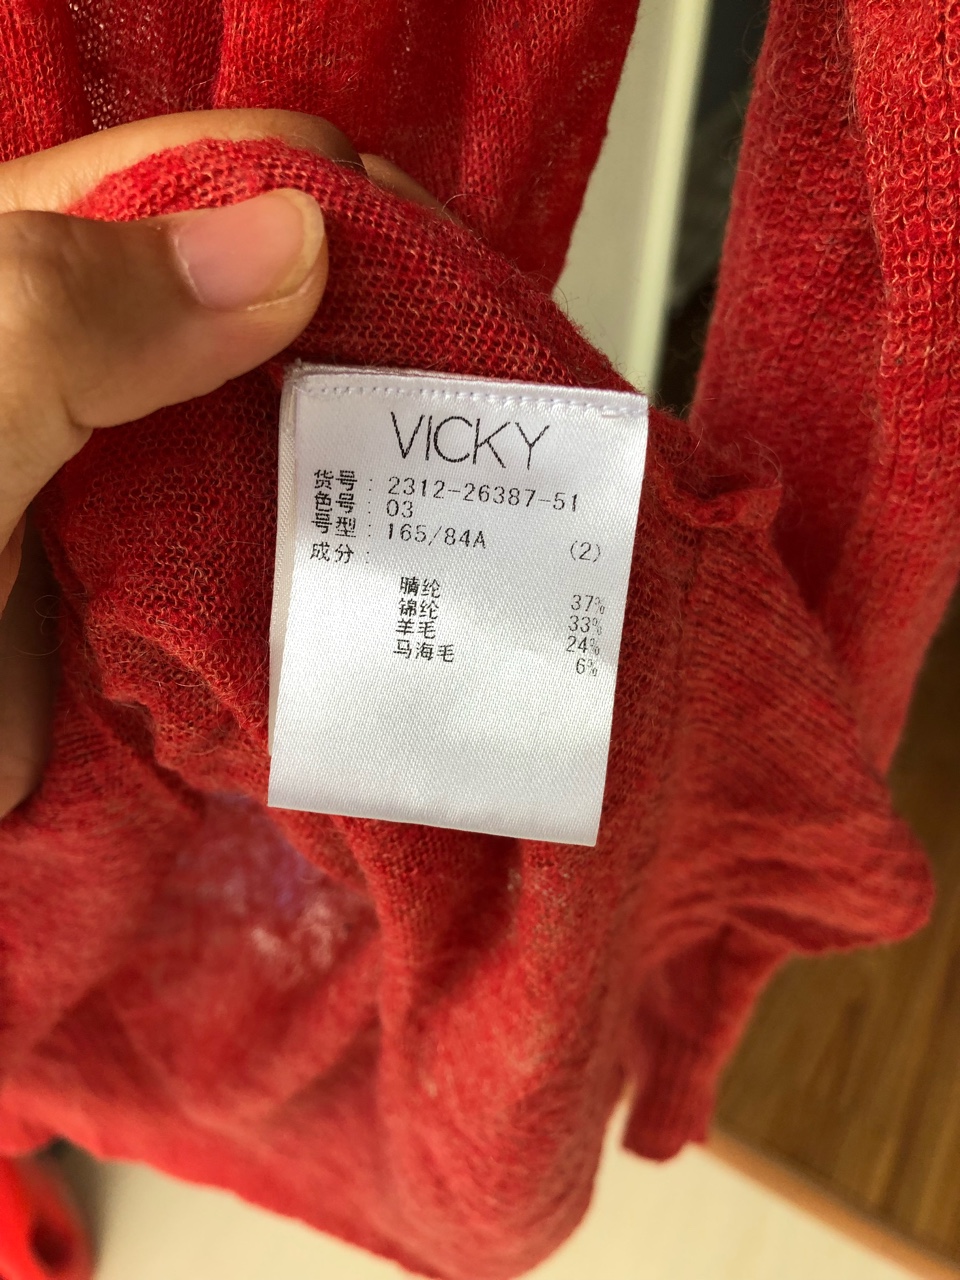 VICKY
货号：2312-26387-51
色号：03
号型：165/84A (2)
成分：
腈纶 37%
锦纶 33%
羊毛 24%
马海毛 6%